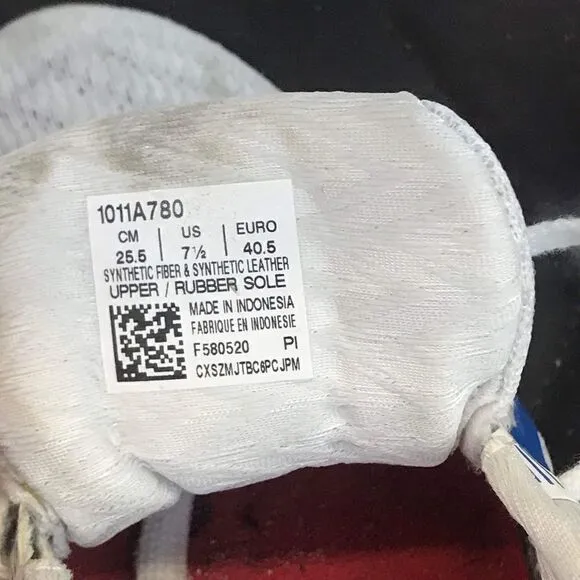 1011A780
CM | US | EURO
25.5 | 7½ | 40.5
SYNTHETIC FIBER & SYNTHETIC LEATHER
UPPER / RUBBER SOLE
MADE IN INDONESIA
FABRIQUE EN INDONESIE
F580520 PI
CXSZMJTBC6PCJPM